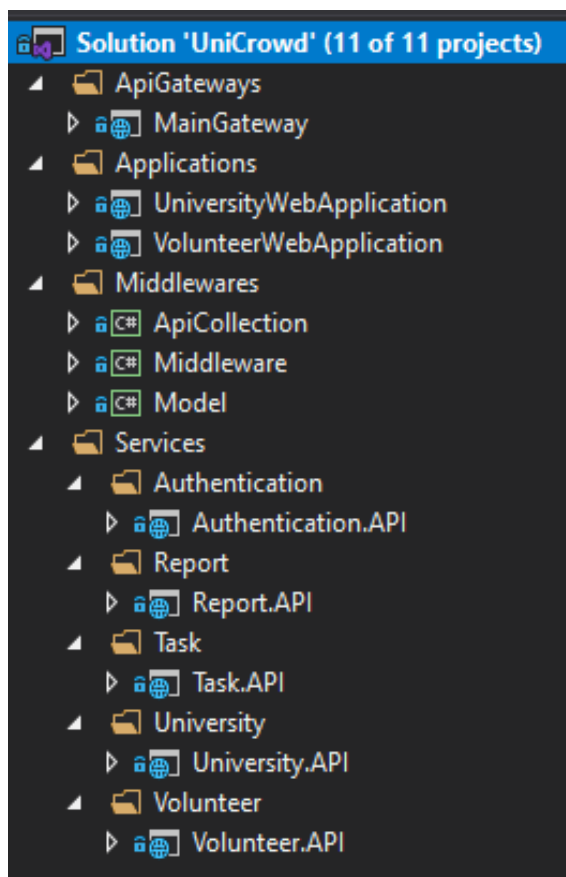 Solution 'UniCrowd' (11 of 11 projects)
ApiGateways
MainGateway
Applications
UniversityWebApplication
VolunteerWebApplication
Middlewares
C# ApiCollection
C# Middleware
C# Model
Services
Authentication
Authentication.API
Report
Report.API
Task
Task.API
University
University.API
Volunteer
Volunteer.API